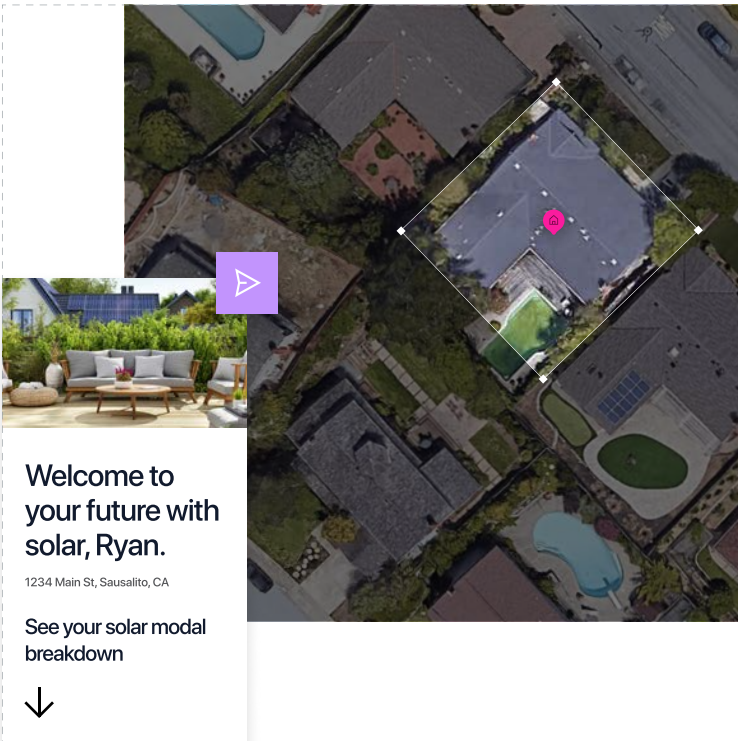 Welcome to
your future with
solar, Ryan.
1234 Main St, Sausalito, CA
See your solar modal
breakdown